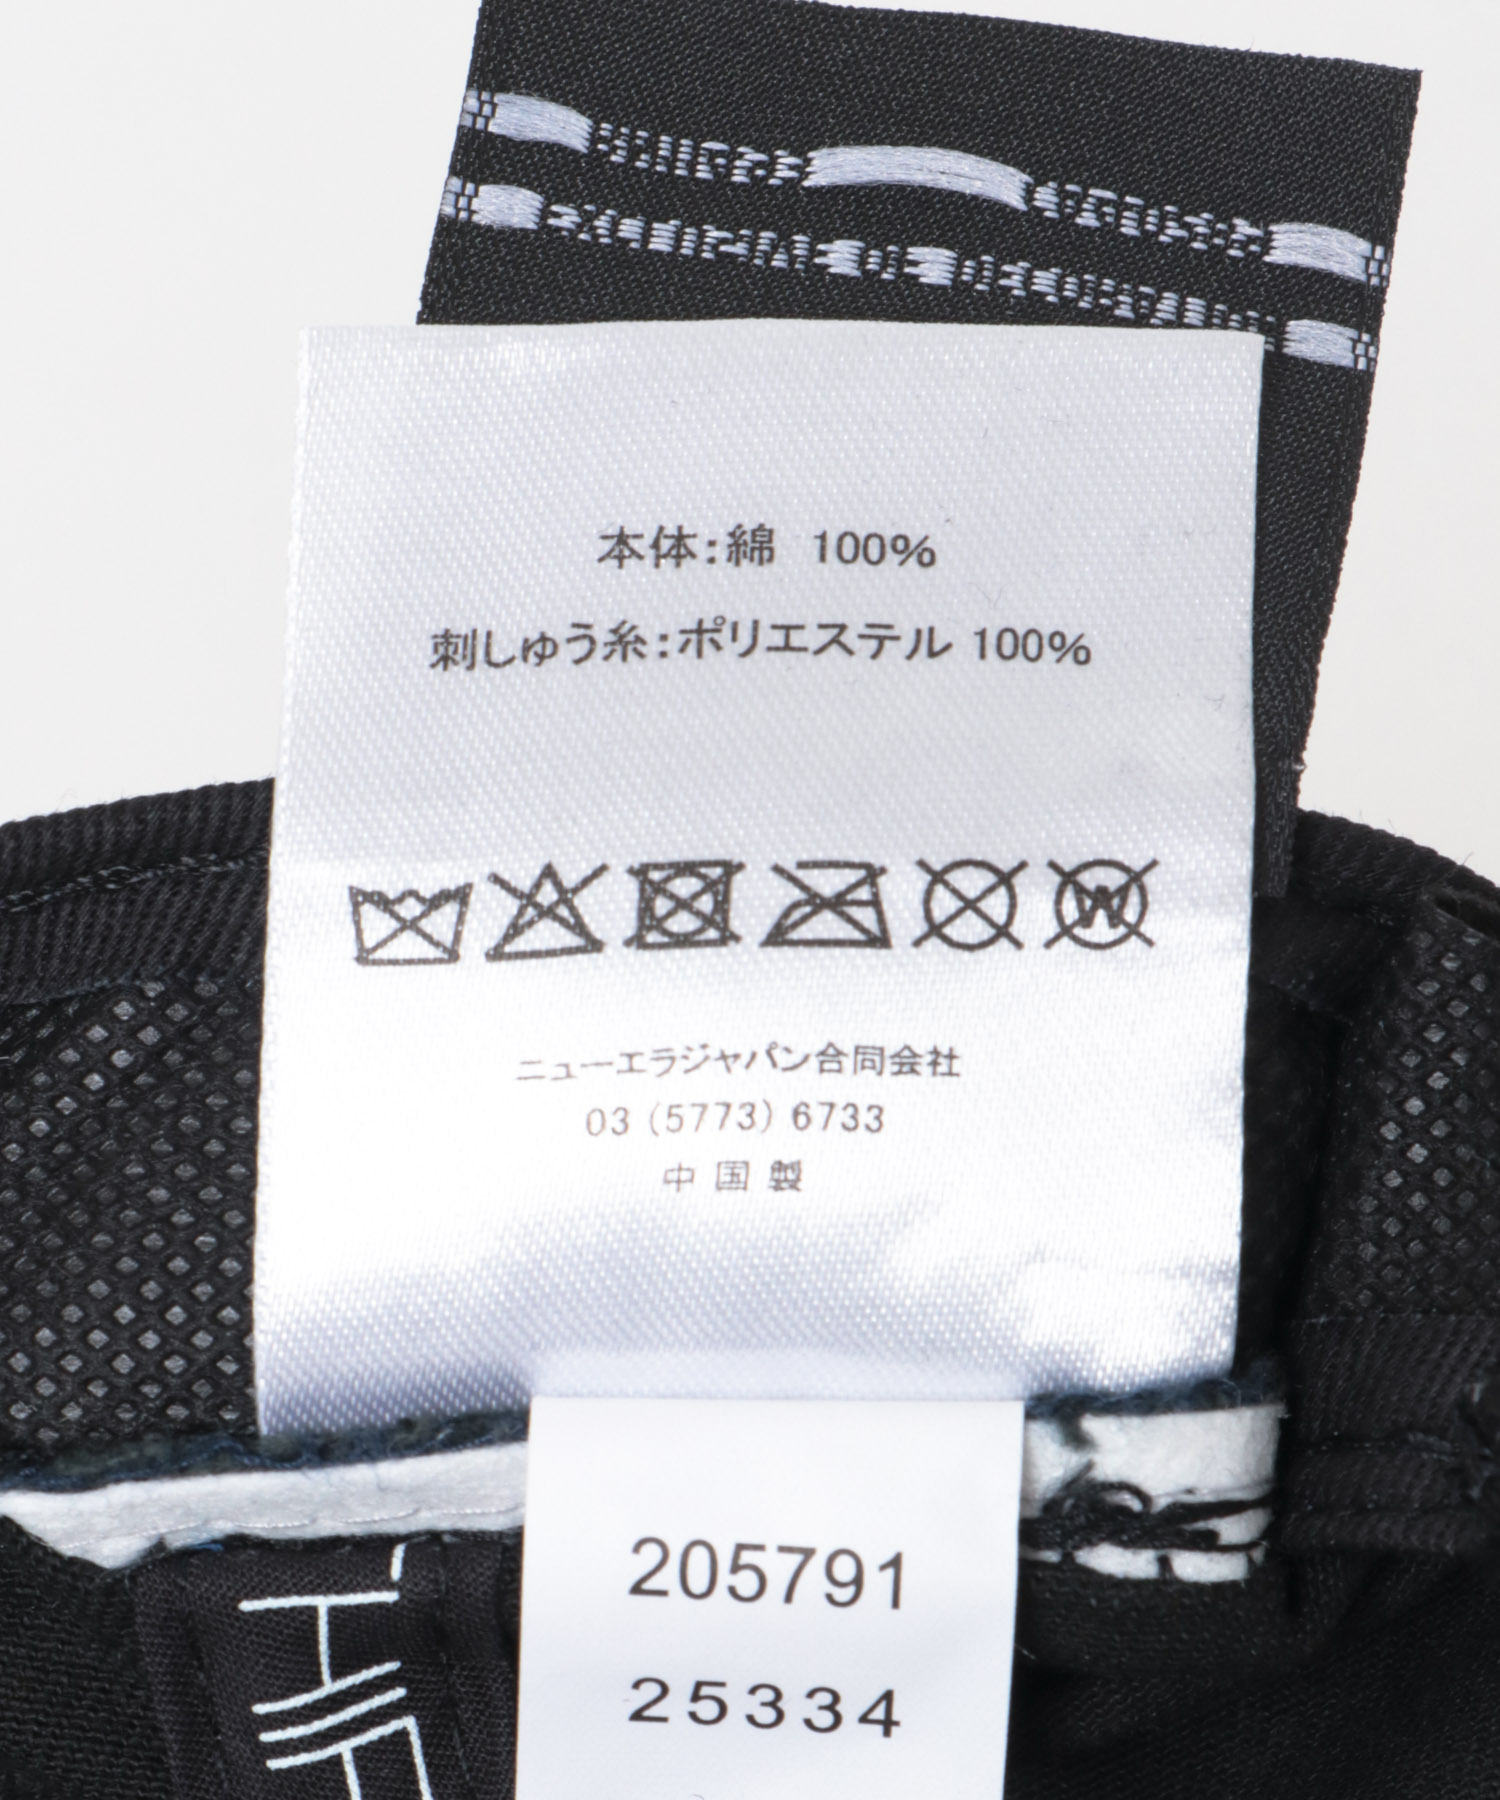 本体：綿 100%
刺しゅう糸：ポリエステル 100%
W
ニューエラジャパン合同会社
03 (5773) 6733
中国製
205791
25334